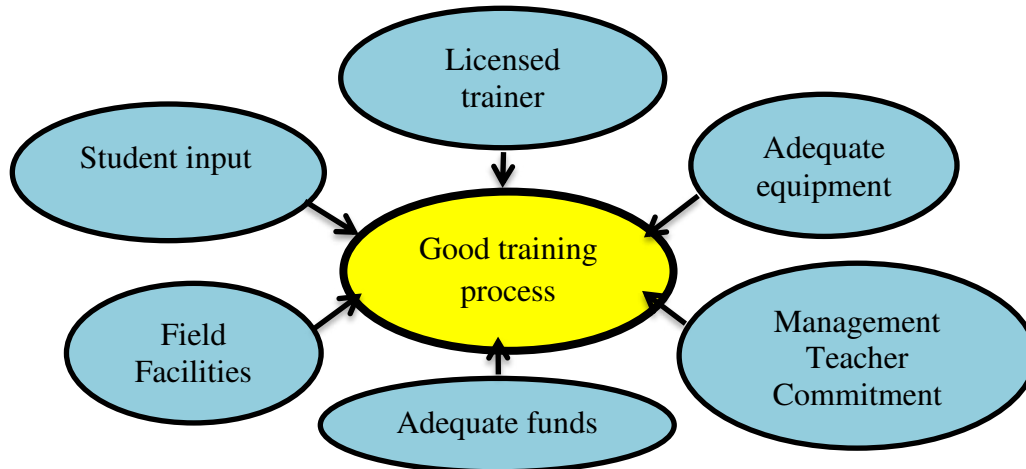 Licensed
trainer
Student input
Adequate
equipment
Good training
process
Field
Facilities
Management
Teacher
Commitment
Adequate funds